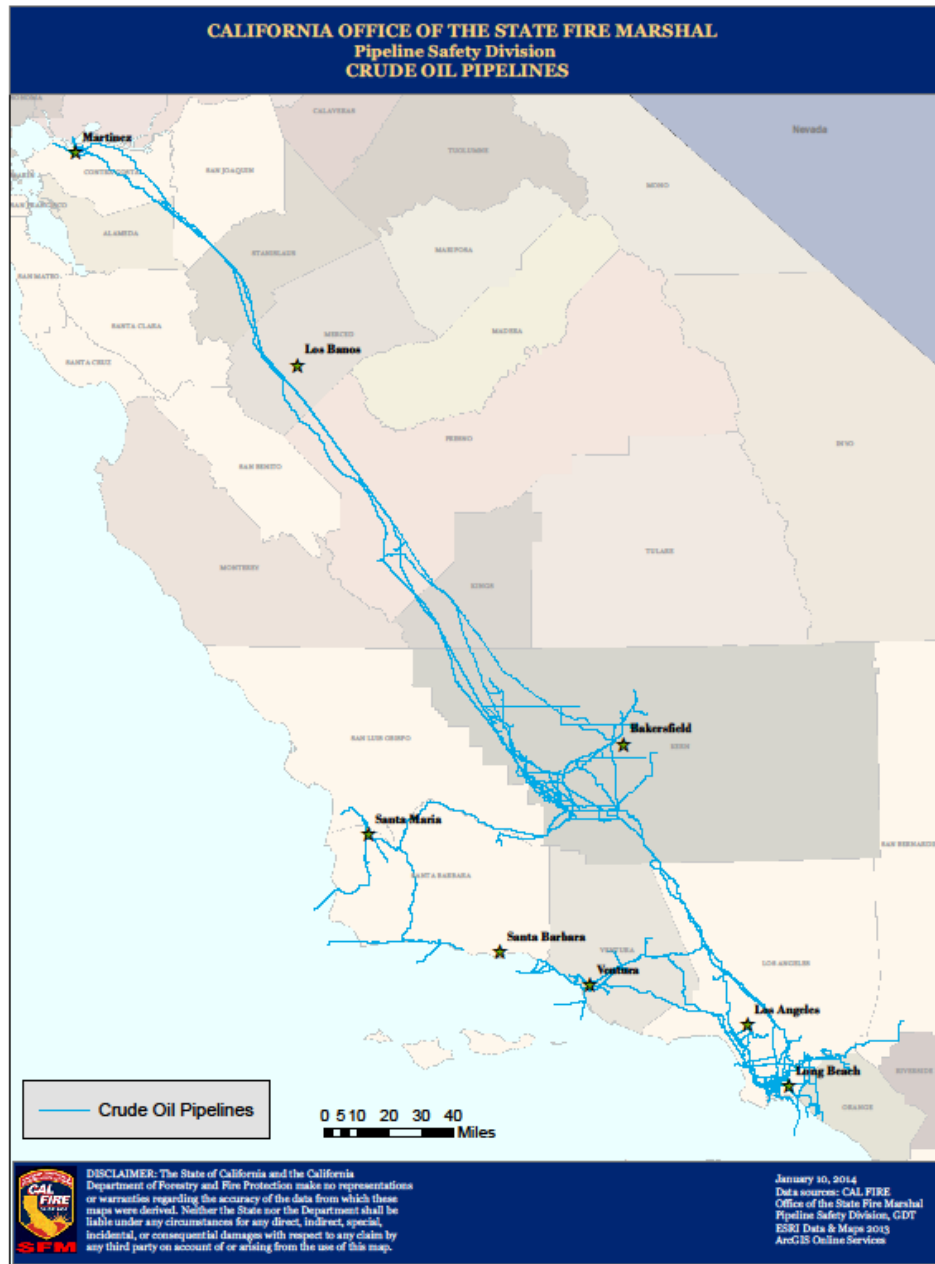 CALIFORNIA OFFICE OF THE STATE FIRE MARSHAL
Pipeline Safety Division
CRUDE OIL PIPELINES
CALAVERAS
Nevada
Martinez
TUOLUMNE
CONTRA COSTA
SAN JOAQUIN
MONO
SAN FRANCISCO
ALAMEDA
STANISLAUS
MARIPOSA
SAN MATEO
SANTA CLARA
MERCED
MADERA
Los Banos
SANTA CRUZ
FRESNO
INYO
SAN BENITO
TULARE
MONTEREY
KINGS
Bakersfield
SAN LUIS OBISPO
KERN
Santa Maria
SAN BERNARDI
SANTA BARBARA
Santa Barbara
VENTURA
LOS ANGELES
Ventura
Los Angeles
Long Beach
RIVERSIDE
ORANGE
Crude Oil Pipelines
0 5 10 20 30 40
Miles
CAL
FIRE
SFM
DISCLAIMER: The State of California and the California
Department of Forestry and Fire Protection make no representations
or warranties regarding the accuracy of the data from which these
maps were derived. Neither the State nor the Department shall be
liable under any circumstances for any direct, indirect, special,
incidental, or consequential damages with respect to any claim by
any third party on account of or arising from the use of this map.
January 10, 2014
Data sources: CAL FIRE
Office of the State Fire Marshal
Pipeline Safety Division, GDT
ESRI Data & Maps 2013
ArcGIS Online Services